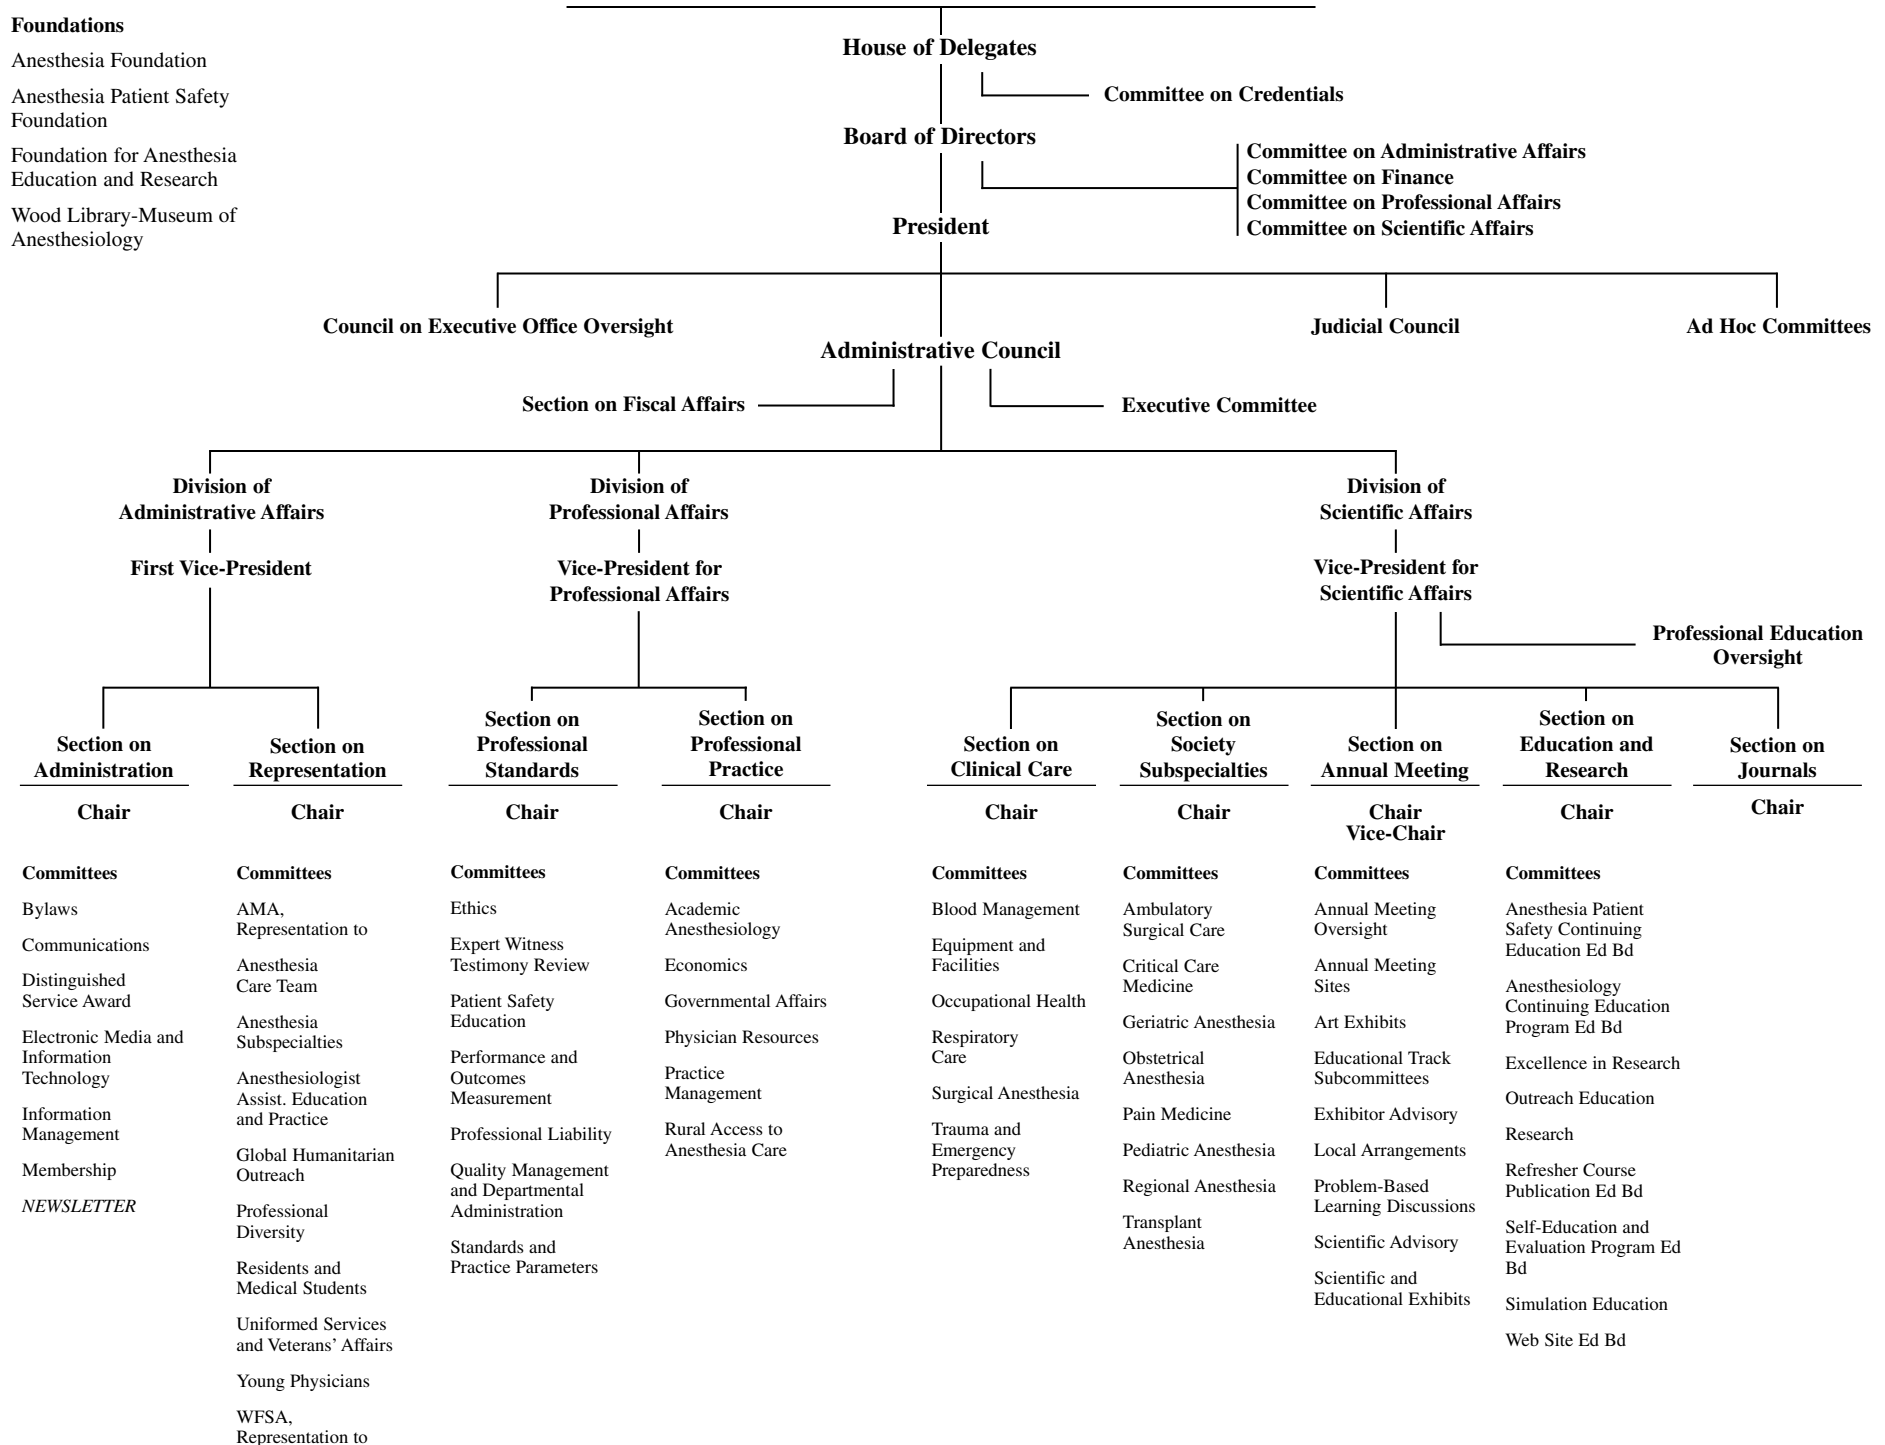 Foundations
Anesthesia Foundation
Anesthesia Patient Safety
Foundation
Foundation for Anesthesia
Education and Research
Wood Library-Museum of
Anesthesiology
House of Delegates
Committee on Credentials
Board of Directors
Committee on Administrative Affairs
Committee on Finance
Committee on Professional Affairs
Committee on Scientific Affairs
President
Council on Executive Office Oversight
Judicial Council
Ad Hoc Committees
Administrative Council
Section on Fiscal Affairs
Executive Committee
Division of
Administrative Affairs
First Vice-President
Division of
Professional Affairs
Vice-President for
Professional Affairs
Division of
Scientific Affairs
Vice-President for
Scientific Affairs
Professional Education
Oversight
Section on
Administration
Chair
Committees
Bylaws
Communications
Distinguished
Service Award
Electronic Media and
Information
Technology
Information
Management
Membership
NEWSLETTER
Section on
Representation
Chair
Committees
AMA,
Representation to
Anesthesia
Care Team
Anesthesia
Subspecialties
Anesthesiologist
Assist. Education
and Practice
Global Humanitarian
Outreach
Professional
Diversity
Residents and
Medical Students
Uniformed Services
and Veterans’ Affairs
Young Physicians
WFSA,
Representation to
Section on
Professional
Standards
Chair
Committees
Ethics
Expert Witness
Testimony Review
Patient Safety
Education
Performance and
Outcomes
Measurement
Professional Liability
Quality Management
and Departmental
Administration
Standards and
Practice Parameters
Section on
Professional
Practice
Chair
Committees
Academic
Anesthesiology
Economics
Governmental Affairs
Physician Resources
Practice
Management
Rural Access to
Anesthesia Care
Section on
Clinical Care
Chair
Committees
Blood Management
Equipment and
Facilities
Occupational Health
Respiratory
Care
Surgical Anesthesia
Trauma and
Emergency
Preparedness
Section on
Society
Subspecialties
Chair
Committees
Ambulatory
Surgical Care
Critical Care
Medicine
Geriatric Anesthesia
Obstetrical
Anesthesia
Pain Medicine
Pediatric Anesthesia
Regional Anesthesia
Transplant
Anesthesia
Section on
Annual Meeting
Chair
Vice-Chair
Committees
Annual Meeting
Oversight
Annual Meeting
Sites
Art Exhibits
Educational Track
Subcommittees
Exhibitor Advisory
Local Arrangements
Problem-Based
Learning Discussions
Scientific Advisory
Scientific and
Educational Exhibits
Section on
Education and
Research
Chair
Committees
Anesthesia Patient
Safety Continuing
Education Ed Bd
Anesthesiology
Continuing Education
Program Ed Bd
Excellence in Research
Outreach Education
Research
Refresher Course
Publication Ed Bd
Self-Education and
Evaluation Program Ed
Bd
Simulation Education
Web Site Ed Bd
Section on
Journals
Chair